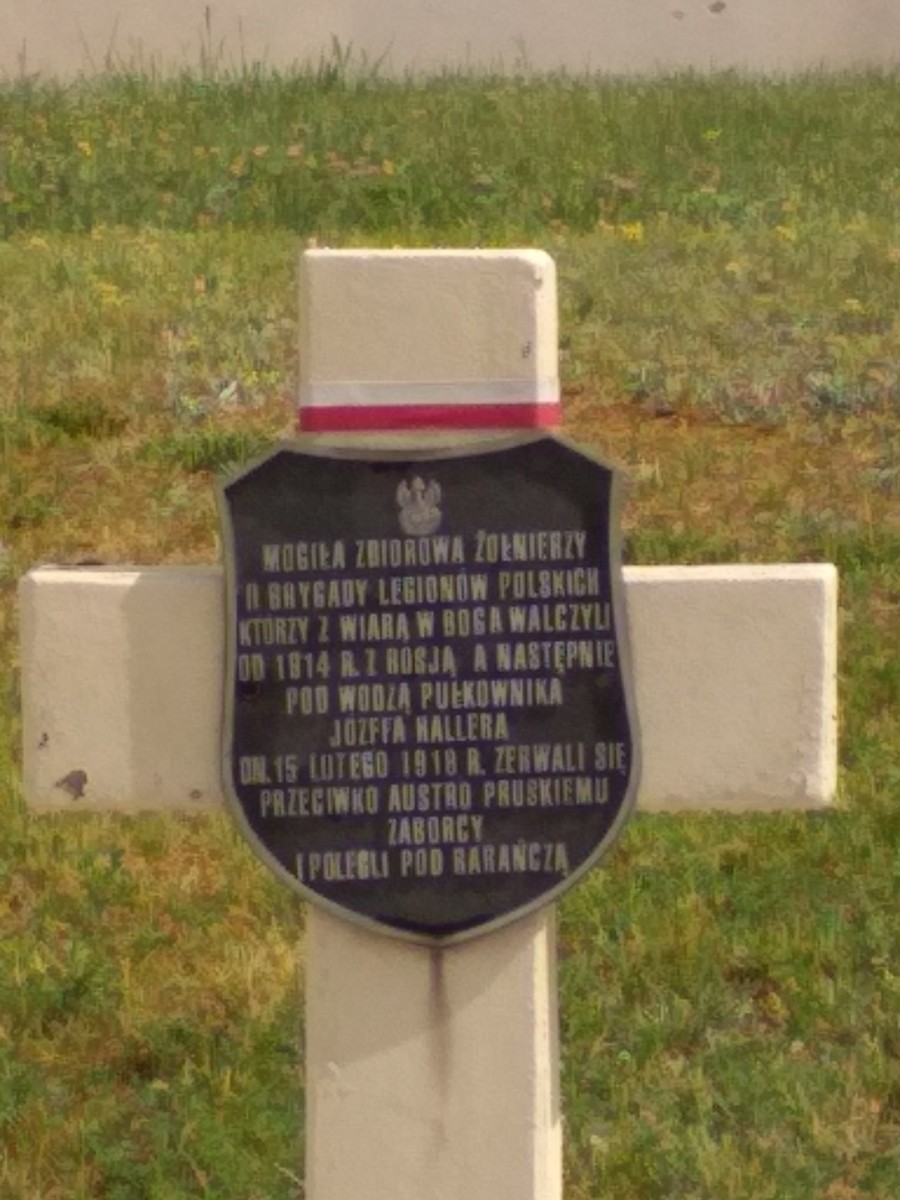 MOGIŁA ZBIOROWA ŻOŁNIERZY
II BRYGADY LEGIONÓW POLSKICH
KTÓRZY Z WIARĄ W BOGA WALCZYLI
OD 1914 R. Z ROSJĄ A NASTĘPNIE
POD WODZĄ PUŁKOWNIKA
JÓZEFA HALLERA
DN. 15 LUTEGO 1918 R. ZERWALI SIĘ
PRZECIWKO AUSTRO PRUSKIEMU
ZABORCY
I POLEGLI POD RARAŃCZĄ